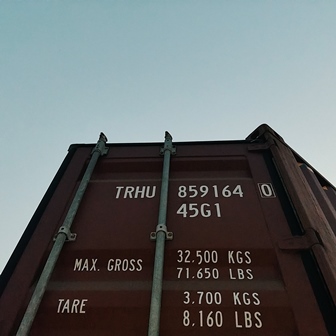 TRHU 859164 0
45G1
MAX. GROSS 32.500 KGS
71.650 LBS
TARE 3.700 KGS
8.160 LBS